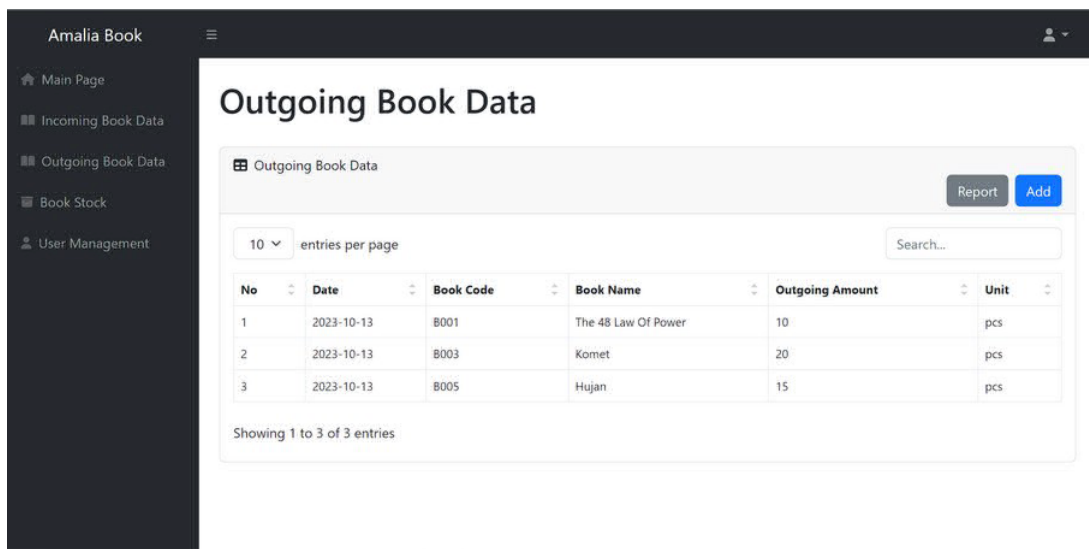 Amalia Book
Main Page
Incoming Book Data
Outgoing Book Data
Book Stock
User Management
Outgoing Book Data
Outgoing Book Data
Report Add
10 entries per page Search...
No Date Book Code Book Name Outgoing Amount Unit
1 2023-10-13 B001 The 48 Law Of Power 10 pcs
2 2023-10-13 B003 Komet 20 pcs
3 2023-10-13 B005 Hujan 15 pcs
Showing 1 to 3 of 3 entries